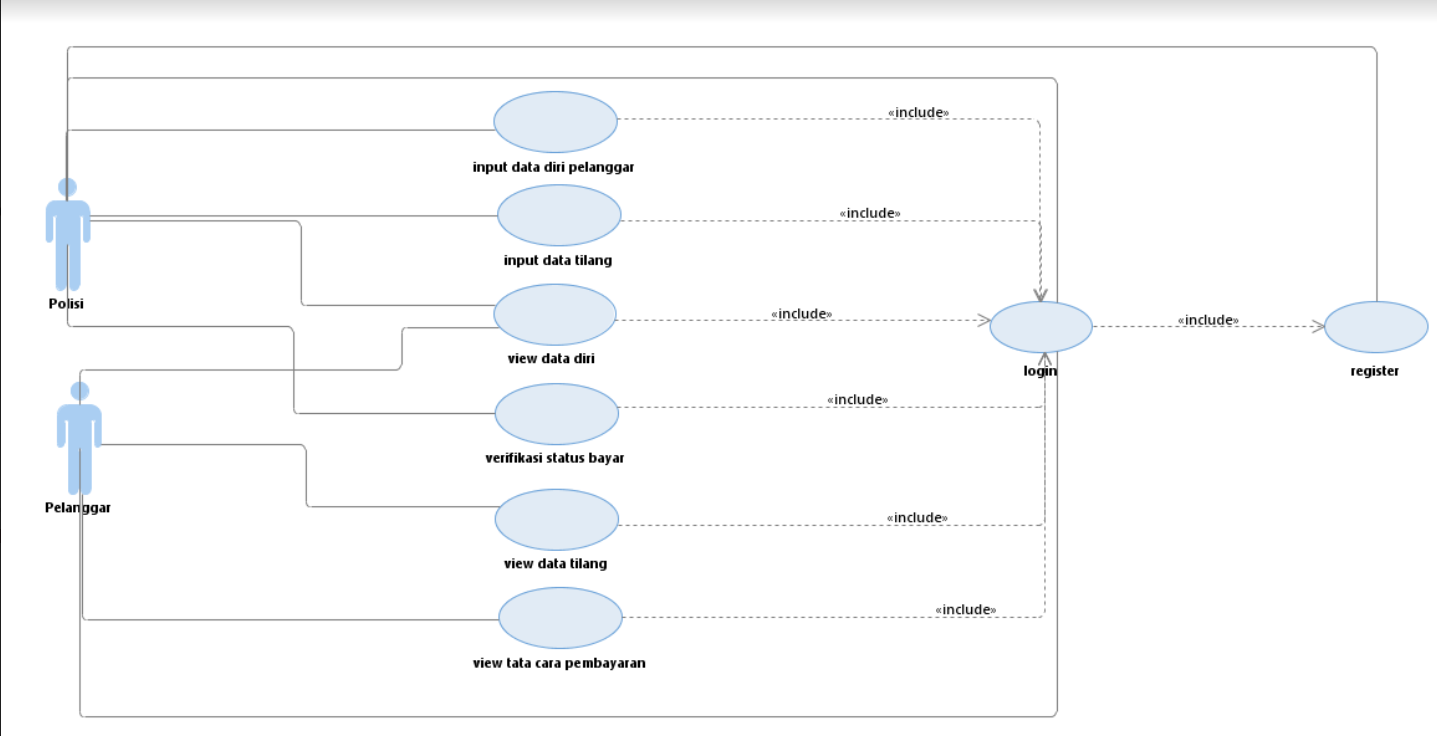 «include»
input data diri pelanggar
«include»
input data tilang
Polisi
«include»
«include»
view data diri
login
register
«include»
verifikasi status bayar
Pelanggar
«include»
view data tilang
«include»
view tata cara pembayaran